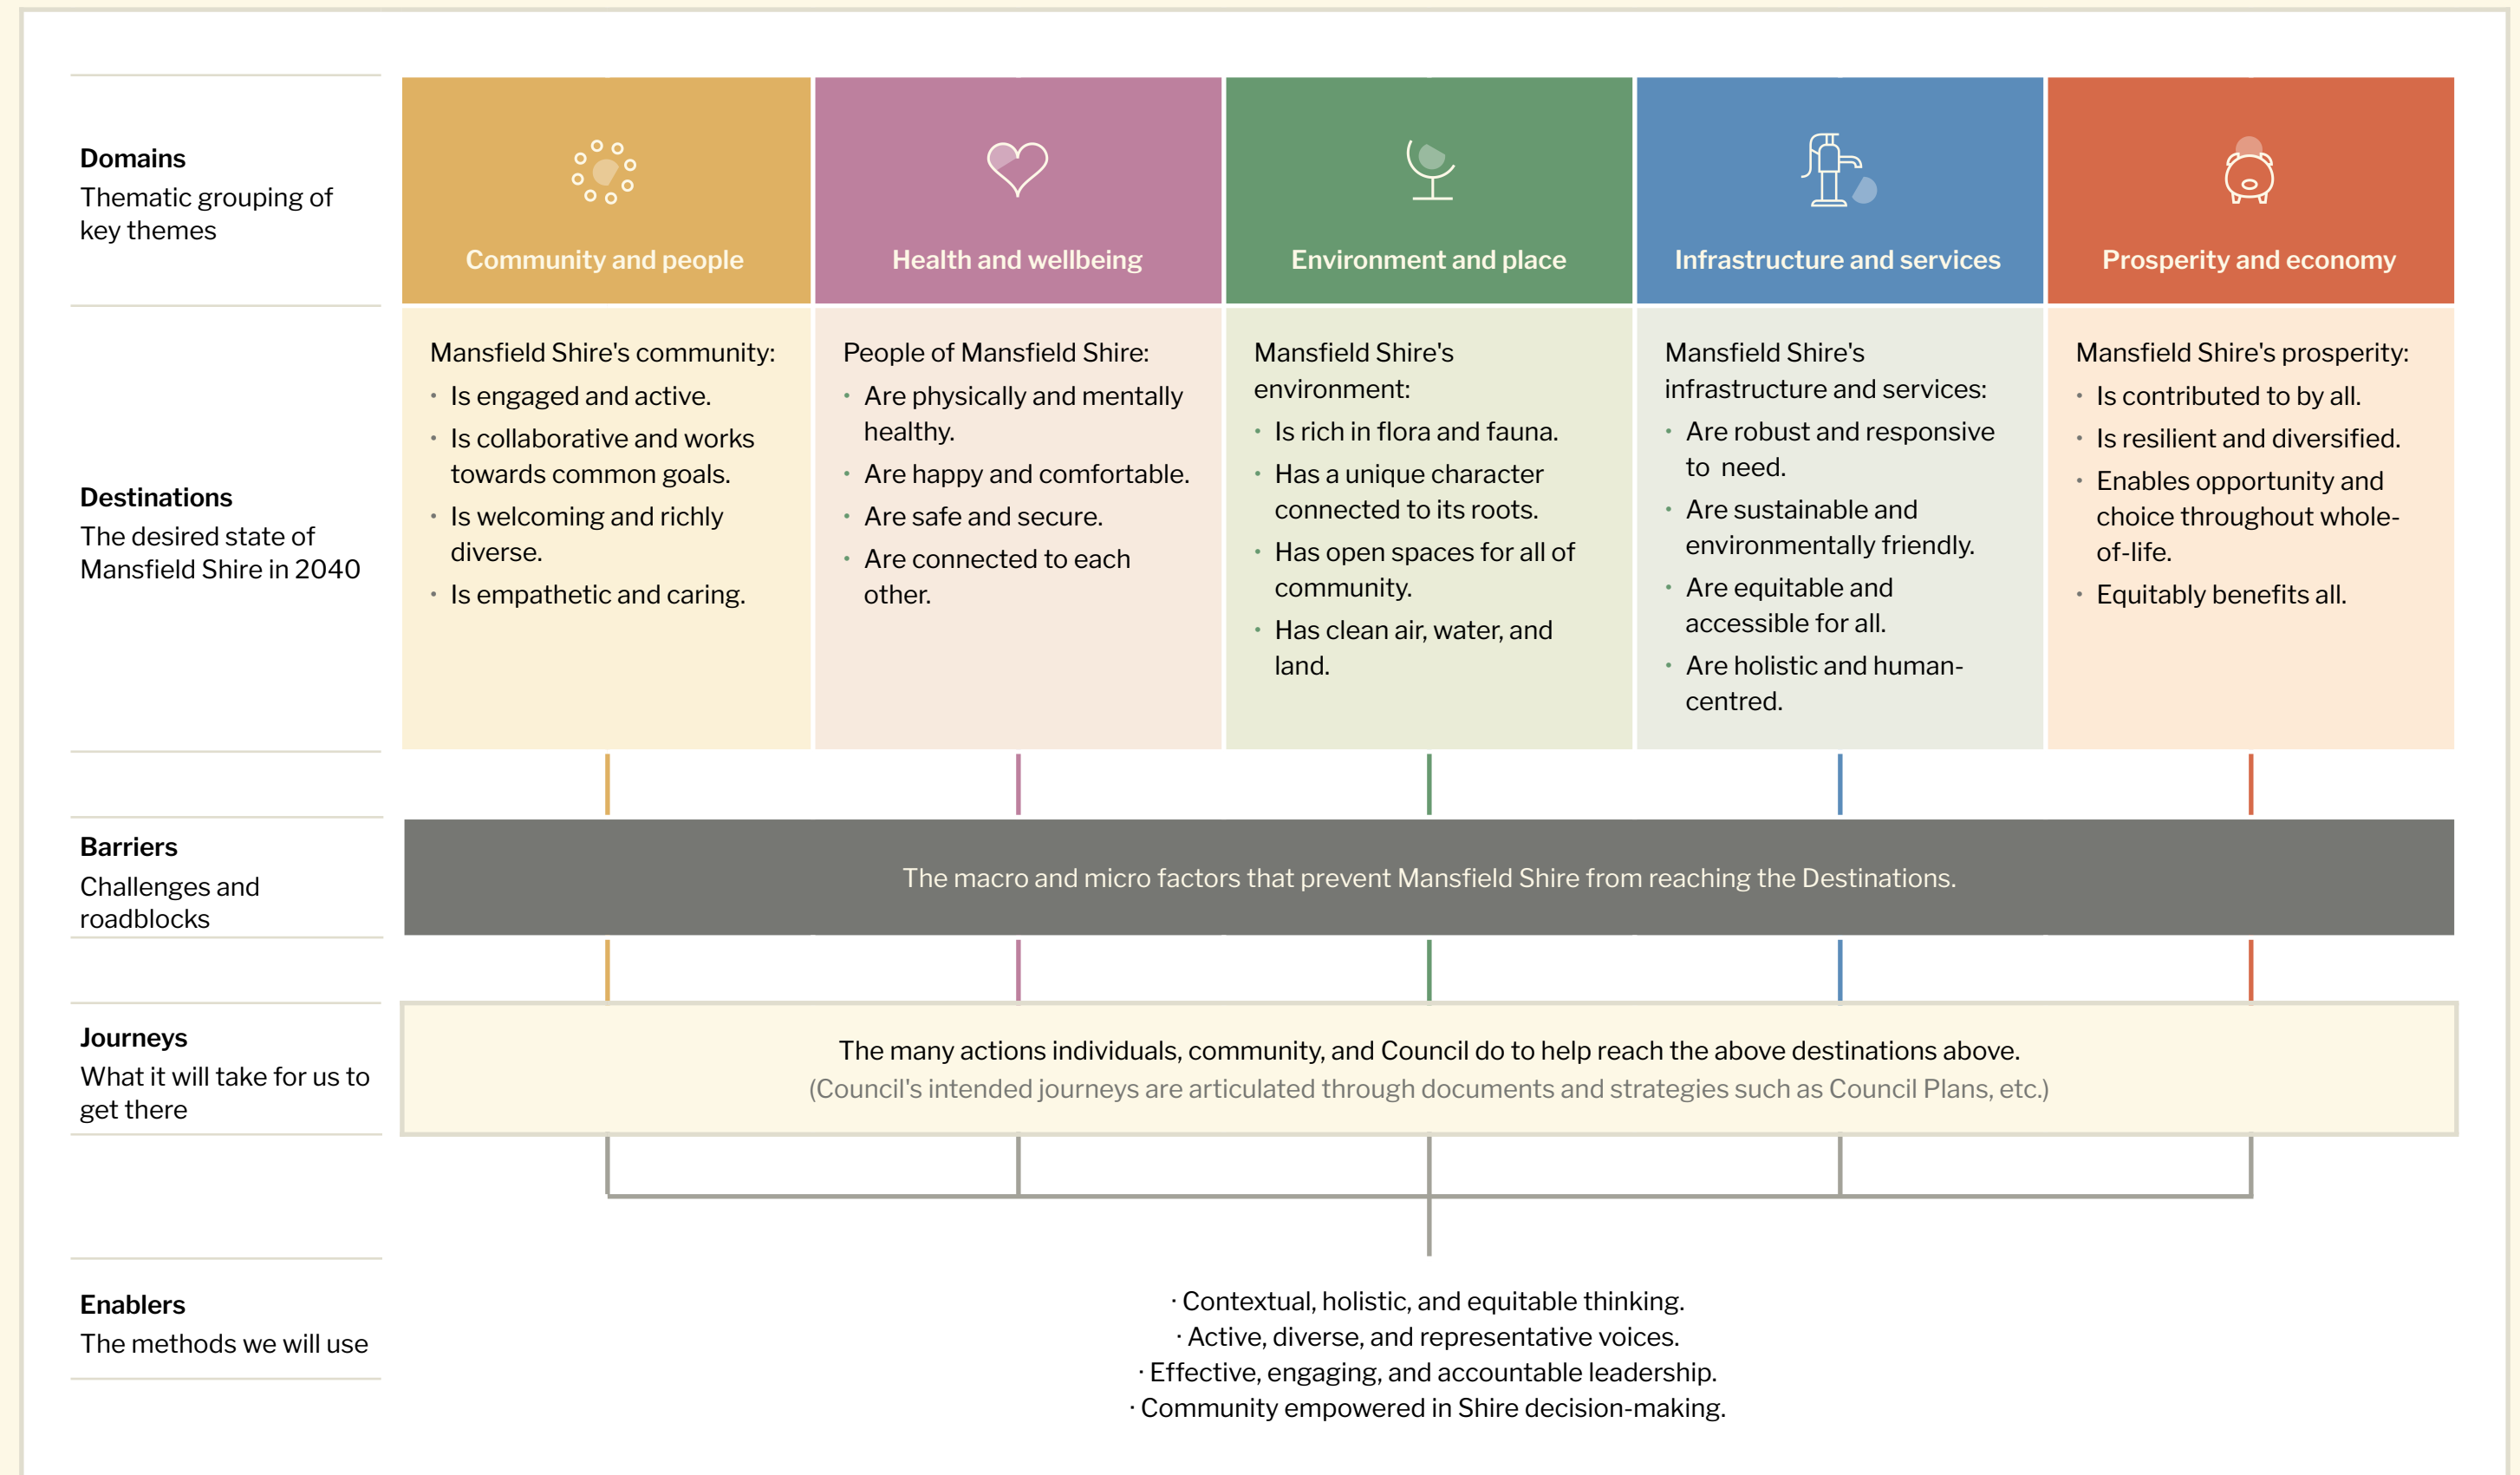 Domains
Thematic grouping of
key themes
Community and people
Health and wellbeing
Environment and place
Infrastructure and services
Prosperity and economy
Destinations
The desired state of
Mansfield Shire in 2040
Mansfield Shire's community:
• Is engaged and active.
• Is collaborative and works
towards common goals.
• Is welcoming and richly
diverse.
• Is empathetic and caring.
People of Mansfield Shire:
• Are physically and mentally
healthy.
• Are happy and comfortable.
• Are safe and secure.
• Are connected to each
other.
Mansfield Shire's
environment:
• Is rich in flora and fauna.
• Has a unique character
connected to its roots.
• Has open spaces for all of
community.
• Has clean air, water, and
land.
Mansfield Shire's
infrastructure and services:
• Are robust and responsive
to  need.
• Are sustainable and
environmentally friendly.
• Are equitable and
accessible for all.
• Are holistic and human-
centred.
Mansfield Shire's prosperity:
• Is contributed to by all.
• Is resilient and diversified.
• Enables opportunity and
choice throughout whole-
of-life.
• Equitably benefits all.
Barriers
Challenges and
roadblocks
The macro and micro factors that prevent Mansfield Shire from reaching the Destinations.
Journeys
What it will take for us to
get there
The many actions individuals, community, and Council do to help reach the above destinations above.
(Council's intended journeys are articulated through documents and strategies such as Council Plans, etc.)
Enablers
The methods we will use
· Contextual, holistic, and equitable thinking.
· Active, diverse, and representative voices.
· Effective, engaging, and accountable leadership.
· Community empowered in Shire decision-making.